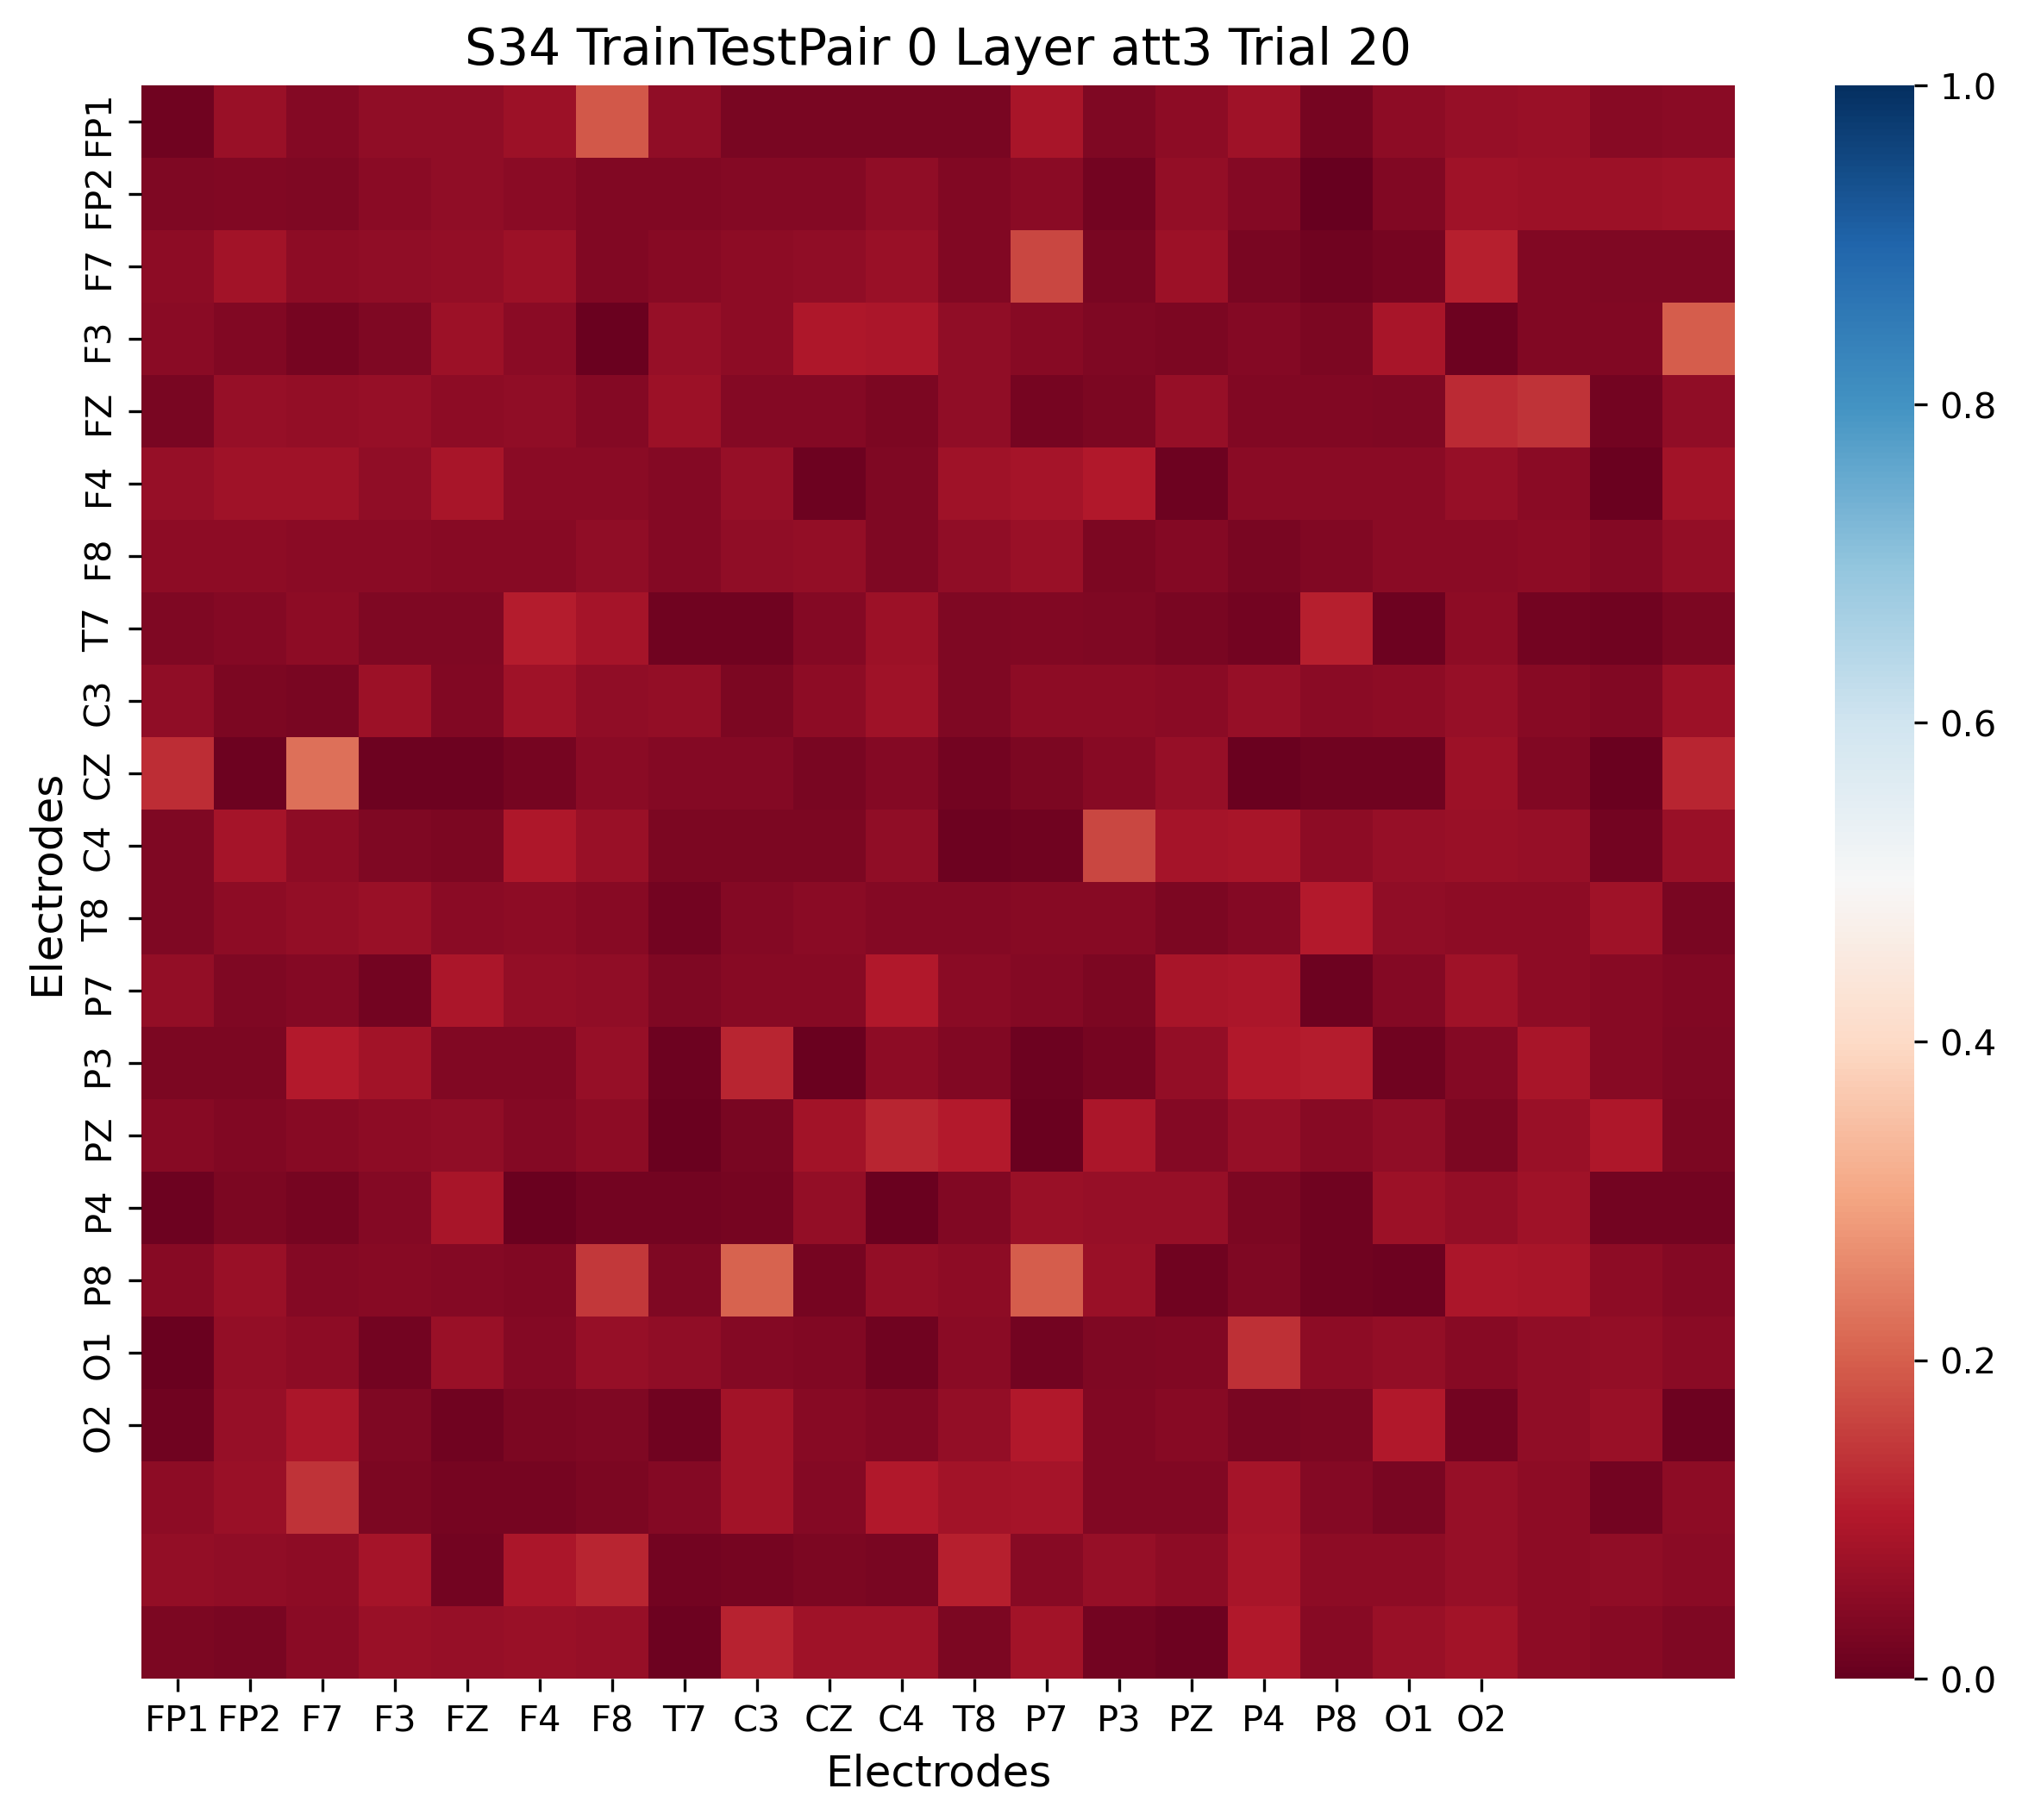 S34 TrainTestPair 0 Layer att3 Trial 20
Electrodes
FP1
FP2
F7
F3
FZ
F4
F8
T7
C3
CZ
C4
T8
P7
P3
PZ
P4
P8
O1
O2
FP1 FP2 F7 F3 FZ F4 F8 T7 C3 CZ C4 T8 P7 P3 PZ P4 P8 O1 O2
Electrodes
1.0
0.8
0.6
0.4
0.2
0.0